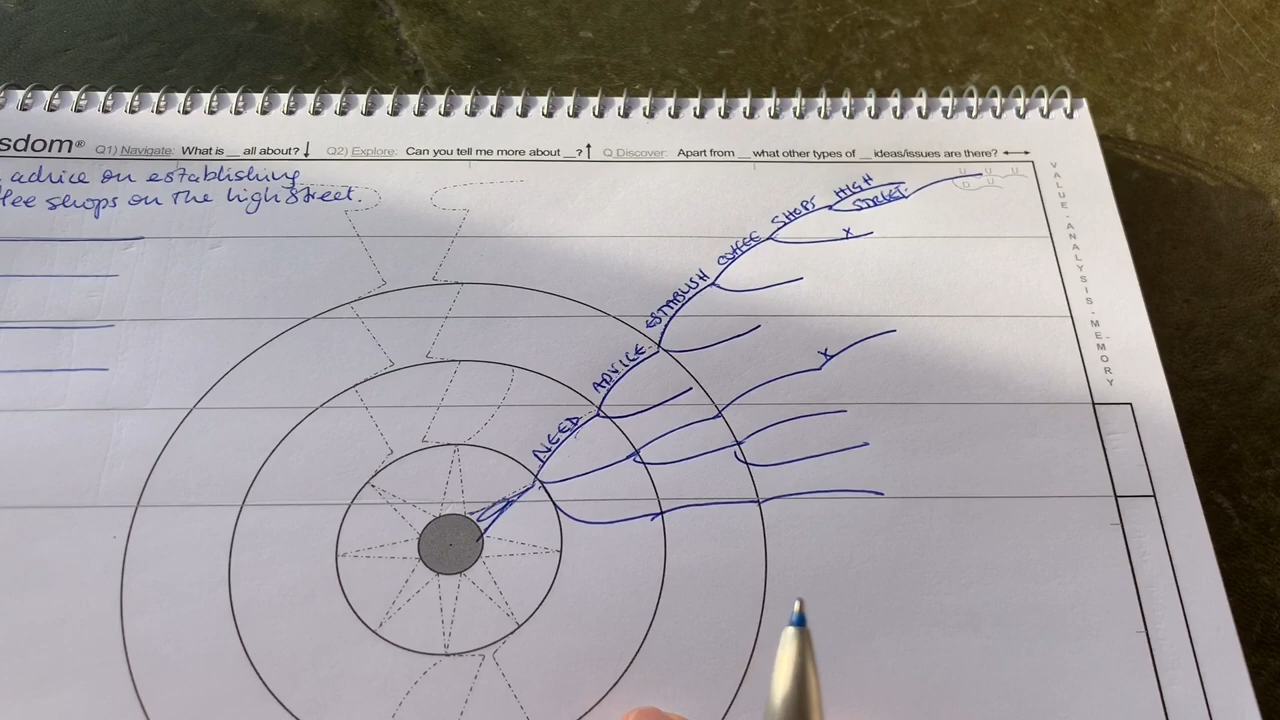 sdom® Q1) Navigate: What is __ all about?↓ Q2) Explore: Can you tell me more about __?↑ Q Discover: Apart from __ what other types of __ ideas/issues are there? ↔
advice on establishing
fee shops on the high Street.
NEED
ADVICE
ESTABLISH
COFFEE
SHOPS
HIGH
STREET
x
x
U U U
D U
VALUE-ANALYSIS-MEMORY